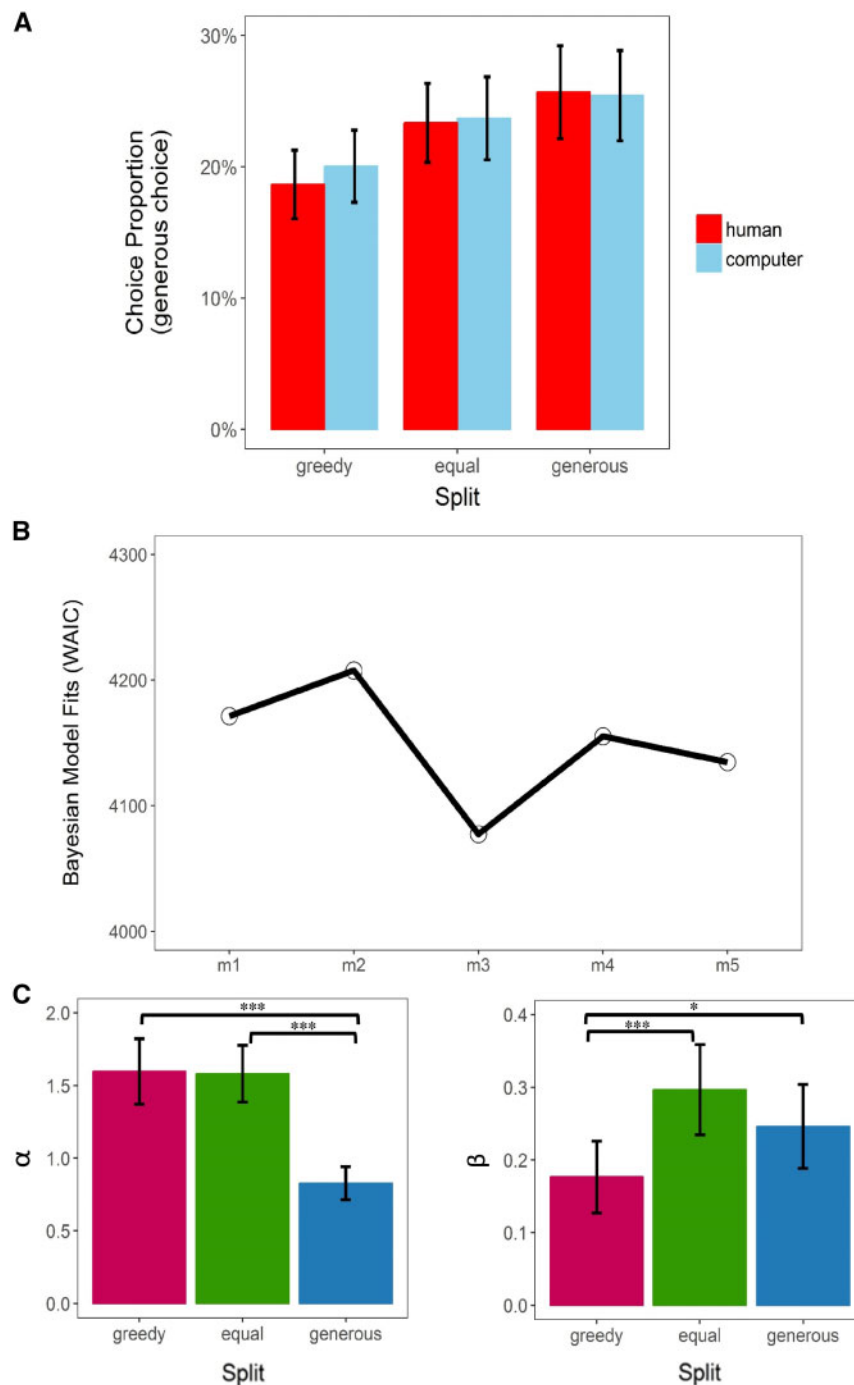 A
30%
20%
10%
0%
Choice Proportion
(generous choice)
greedy equal generous
Split
human
computer
B
4300
4200
4100
4000
Bayesian Model Fits (WAIC)
m1 m2 m3 m4 m5
C
2.0
1.5
1.0
0.5
0.0
α
***
***
greedy equal generous
Split
0.4
0.3
0.2
0.1
0.0
β
*
***
greedy equal generous
Split